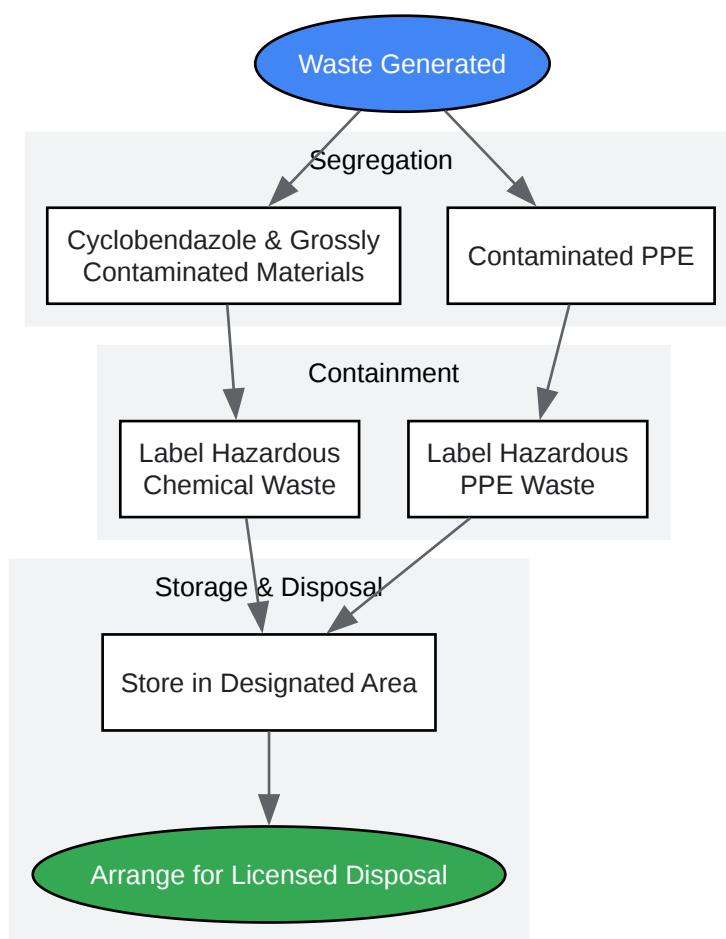 Waste Generated
Segregation
Cyclobendazole & Grossly
Contaminated Materials
Contaminated PPE
Containment
Label Hazardous
Chemical Waste
Label Hazardous
PPE Waste
Storage & Disposal
Store in Designated Area
Arrange for Licensed Disposal